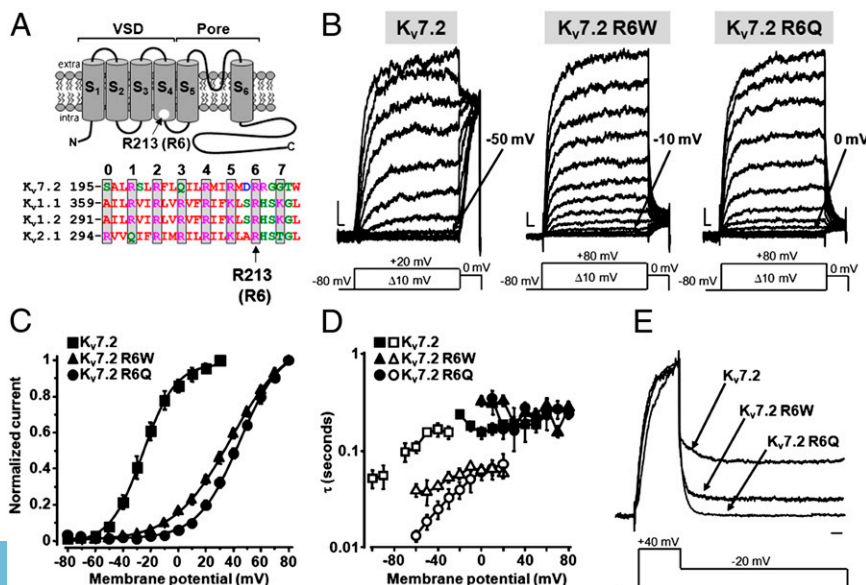 A
VSD Pore
extra
S1 S2 S3 S4 S5 S6
intra
R213 (R6)
N
C
0 1 2 3 4 5 6 7
Kv7.2 195-SALRSLRFLQILRMIRMDRRGGTW
Kv1.1 359-AILRVIRLVRVFRIFKLSRHSKGL
Kv1.2 291-AILRVIRLVRVFRIFKLSRHSKGL
Kv2.1 294-RVVQIFRIMRILRILKLARHSTGL
R213
(R6)
B
Kv7.2
Kv7.2 R6W
Kv7.2 R6Q
-50 mV
-10 mV
0 mV
+20 mV
-80 mV
Δ10 mV
0 mV
+80 mV
-80 mV
Δ10 mV
0 mV
+80 mV
-80 mV
Δ10 mV
0 mV
C
Kv7.2
Kv7.2 R6W
Kv7.2 R6Q
Normalized current
1
0.8
0.6
0.4
0.2
0
-80 -60 -40 -20 0 20 40 60 80
Membrane potential (mV)
D
Kv7.2
Kv7.2 R6W
Kv7.2 R6Q
τ (seconds)
1
0.1
0.01
-80 -40 0 40 80
Membrane potential (mV)
E
Kv7.2
Kv7.2 R6W
Kv7.2 R6Q
+40 mV
-20 mV